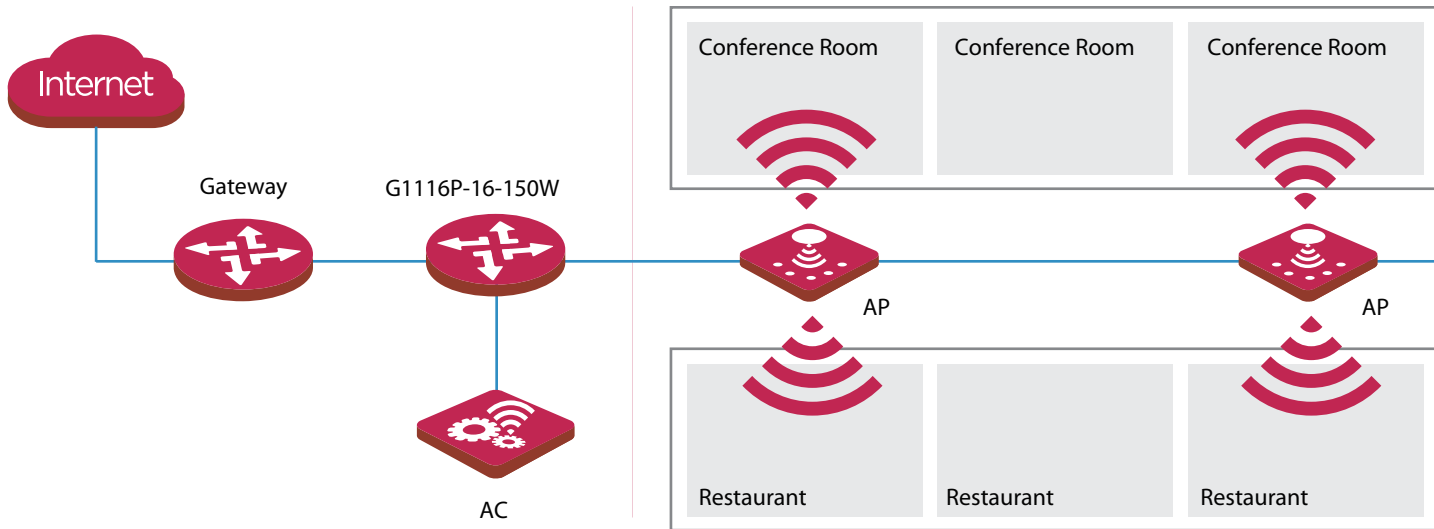 Internet
Gateway
G1116P-16-150W
AC
Conference Room
Conference Room
Conference Room
AP
AP
Restaurant
Restaurant
Restaurant